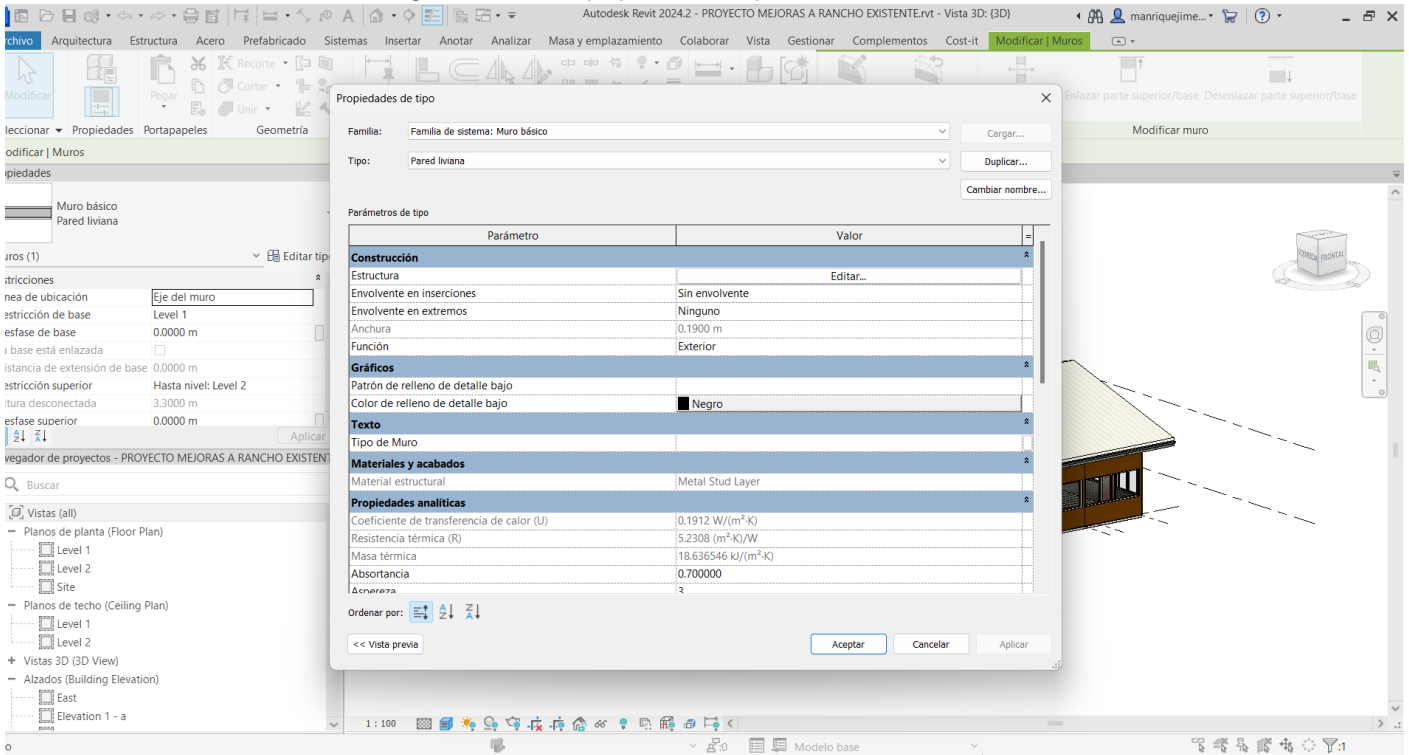 Autodesk Revit 2024.2 - PROYECTO MEJORAS A RANCHO EXISTENTE.rvt - Vista 3D: {3D}
manriquejime...
rchivo Arquitectura Estructura Acero Prefabricado Sistemas Insertar Anotar Analizar Masa y emplazamiento Colaborar Vista Gestionar Complementos Cost-it Modificar | Muros
Modificar
Pegar
Recorte
Cortar
Unir
Enlazar parte superior/base Desenlazar parte superior/base
leccionar Propiedades Portapapeles Geometría Modificar muro
odificar | Muros
opiedades
Muro básico
Pared liviana
uros (1) Editar tip
stricciones
nea de ubicación Eje del muro
estricción de base Level 1
esfase de base 0.0000 m
a base está enlazada
istancia de extensión de base 0.0000 m
estricción superior Hasta nivel: Level 2
ltura desconectada 3.3000 m
esfase superior 0.0000 m
Aplicar
vegador de proyectos - PROYECTO MEJORAS A RANCHO EXISTENT
Buscar
Vistas (all)
Planos de planta (Floor Plan)
Level 1
Level 2
Site
Planos de techo (Ceiling Plan)
Level 1
Level 2
Vistas 3D (3D View)
Alzados (Building Elevation)
East
Elevation 1 - a
Propiedades de tipo
Familia: Familia de sistema: Muro básico Cargar...
Tipo: Pared liviana Duplicar...
Cambiar nombre...
Parámetros de tipo
Parámetro Valor =
Construcción
Estructura Editar...
Envolvente en inserciones Sin envolvente
Envolvente en extremos Ninguno
Anchura 0.1900 m
Función Exterior
Gráficos
Patrón de relleno de detalle bajo
Color de relleno de detalle bajo Negro
Texto
Tipo de Muro
Materiales y acabados
Material estructural Metal Stud Layer
Propiedades analíticas
Coeficiente de transferencia de calor (U) 0.1912 W/(m²·K)
Resistencia térmica (R) 5.2308 (m²·K)/W
Masa térmica 18.636546 kJ/(m²·K)
Absortancia 0.700000
Aspereza 3
Ordenar por:
<< Vista previa Aceptar Cancelar Aplicar
FRONTAL
1 : 100
o
:0 Modelo base :1